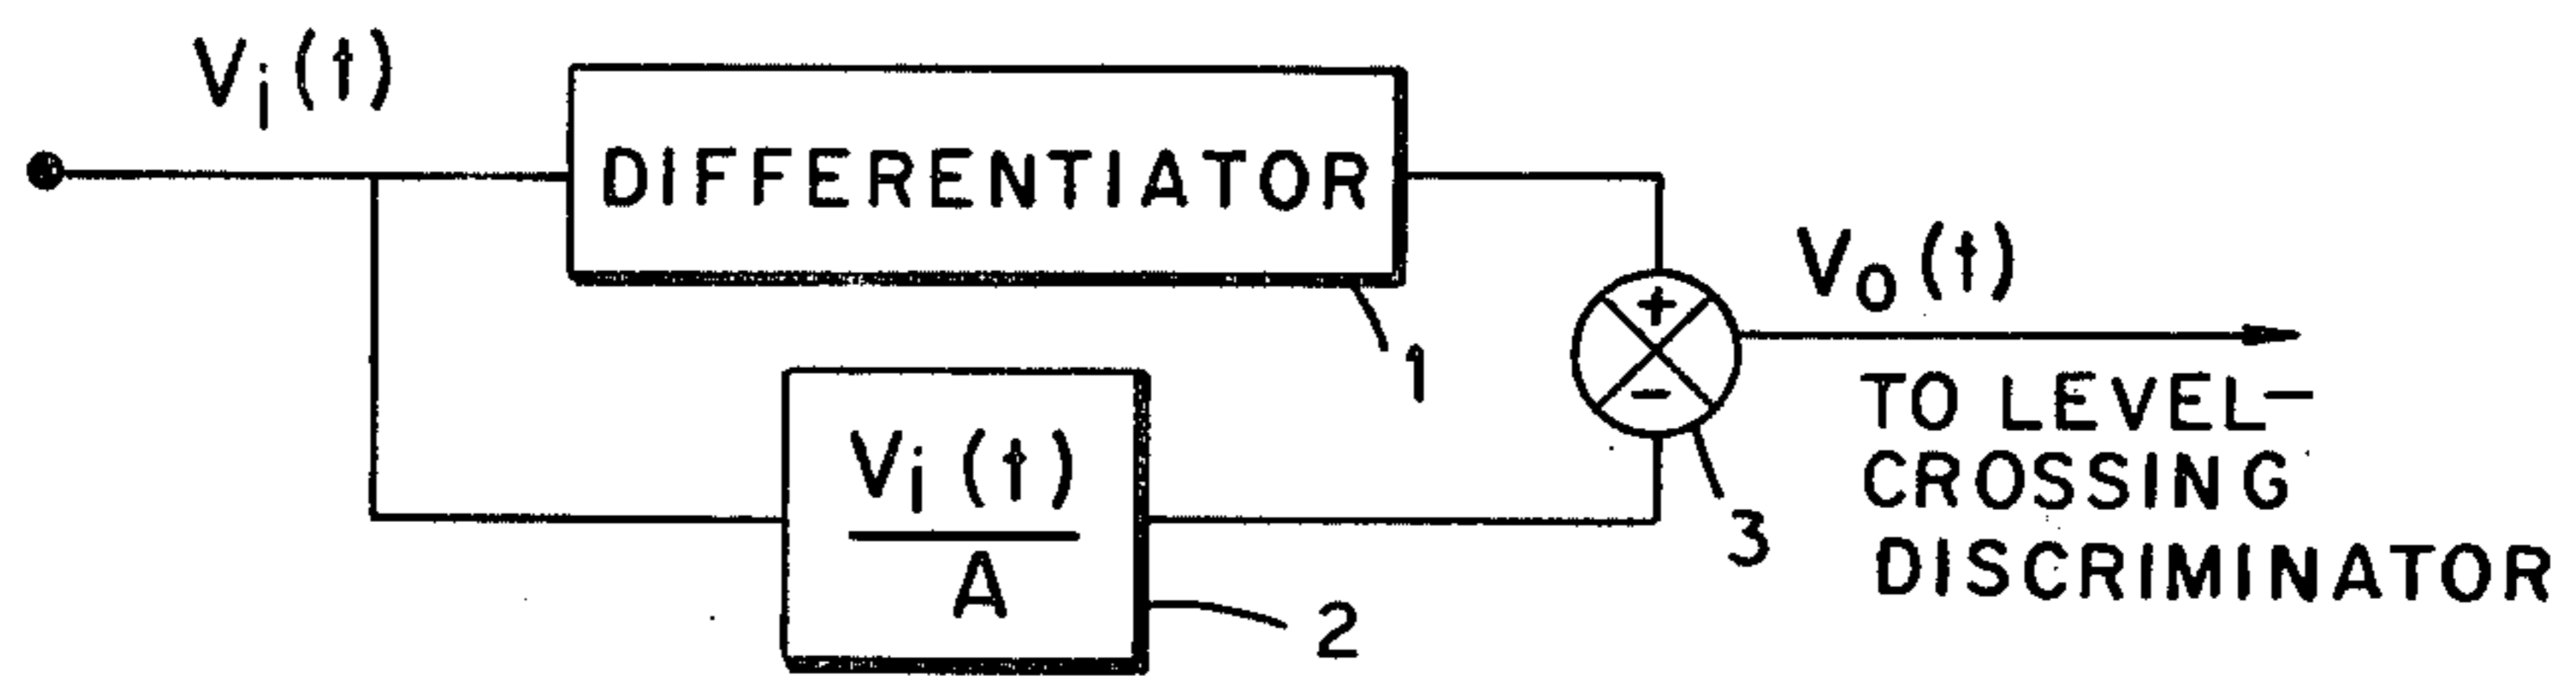 Vi(t)
DIFFERENTIATOR
1
+
−
Vo(t)
TO LEVEL-
CROSSING
DISCRIMINATOR
3
Vi(t)
A
2